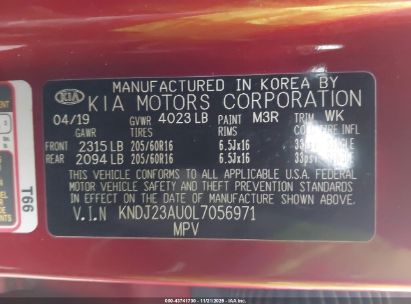 MANUFACTURED IN KOREA BY
KIA KIA MOTORS CORPORATION
04/19 GVWR 4023 LB PAINT M3R TRIM WK
GAWR TIRES RIMS INFL
FRONT 2315 LB 205/60R16 6.5Jx16
REAR 2094 LB 205/60R16 6.5Jx16
THIS VEHICLE CONFORMS TO ALL APPLICABLE U.S.A. FEDERAL
MOTOR VEHICLE SAFETY, BUMPER, AND THEFT PREVENTION
STANDARDS IN EFFECT ON THE DATE OF MANUFACTURE SHOWN ABOVE.
V.I.N KNDJ23AU0L7056971
MPV
T66